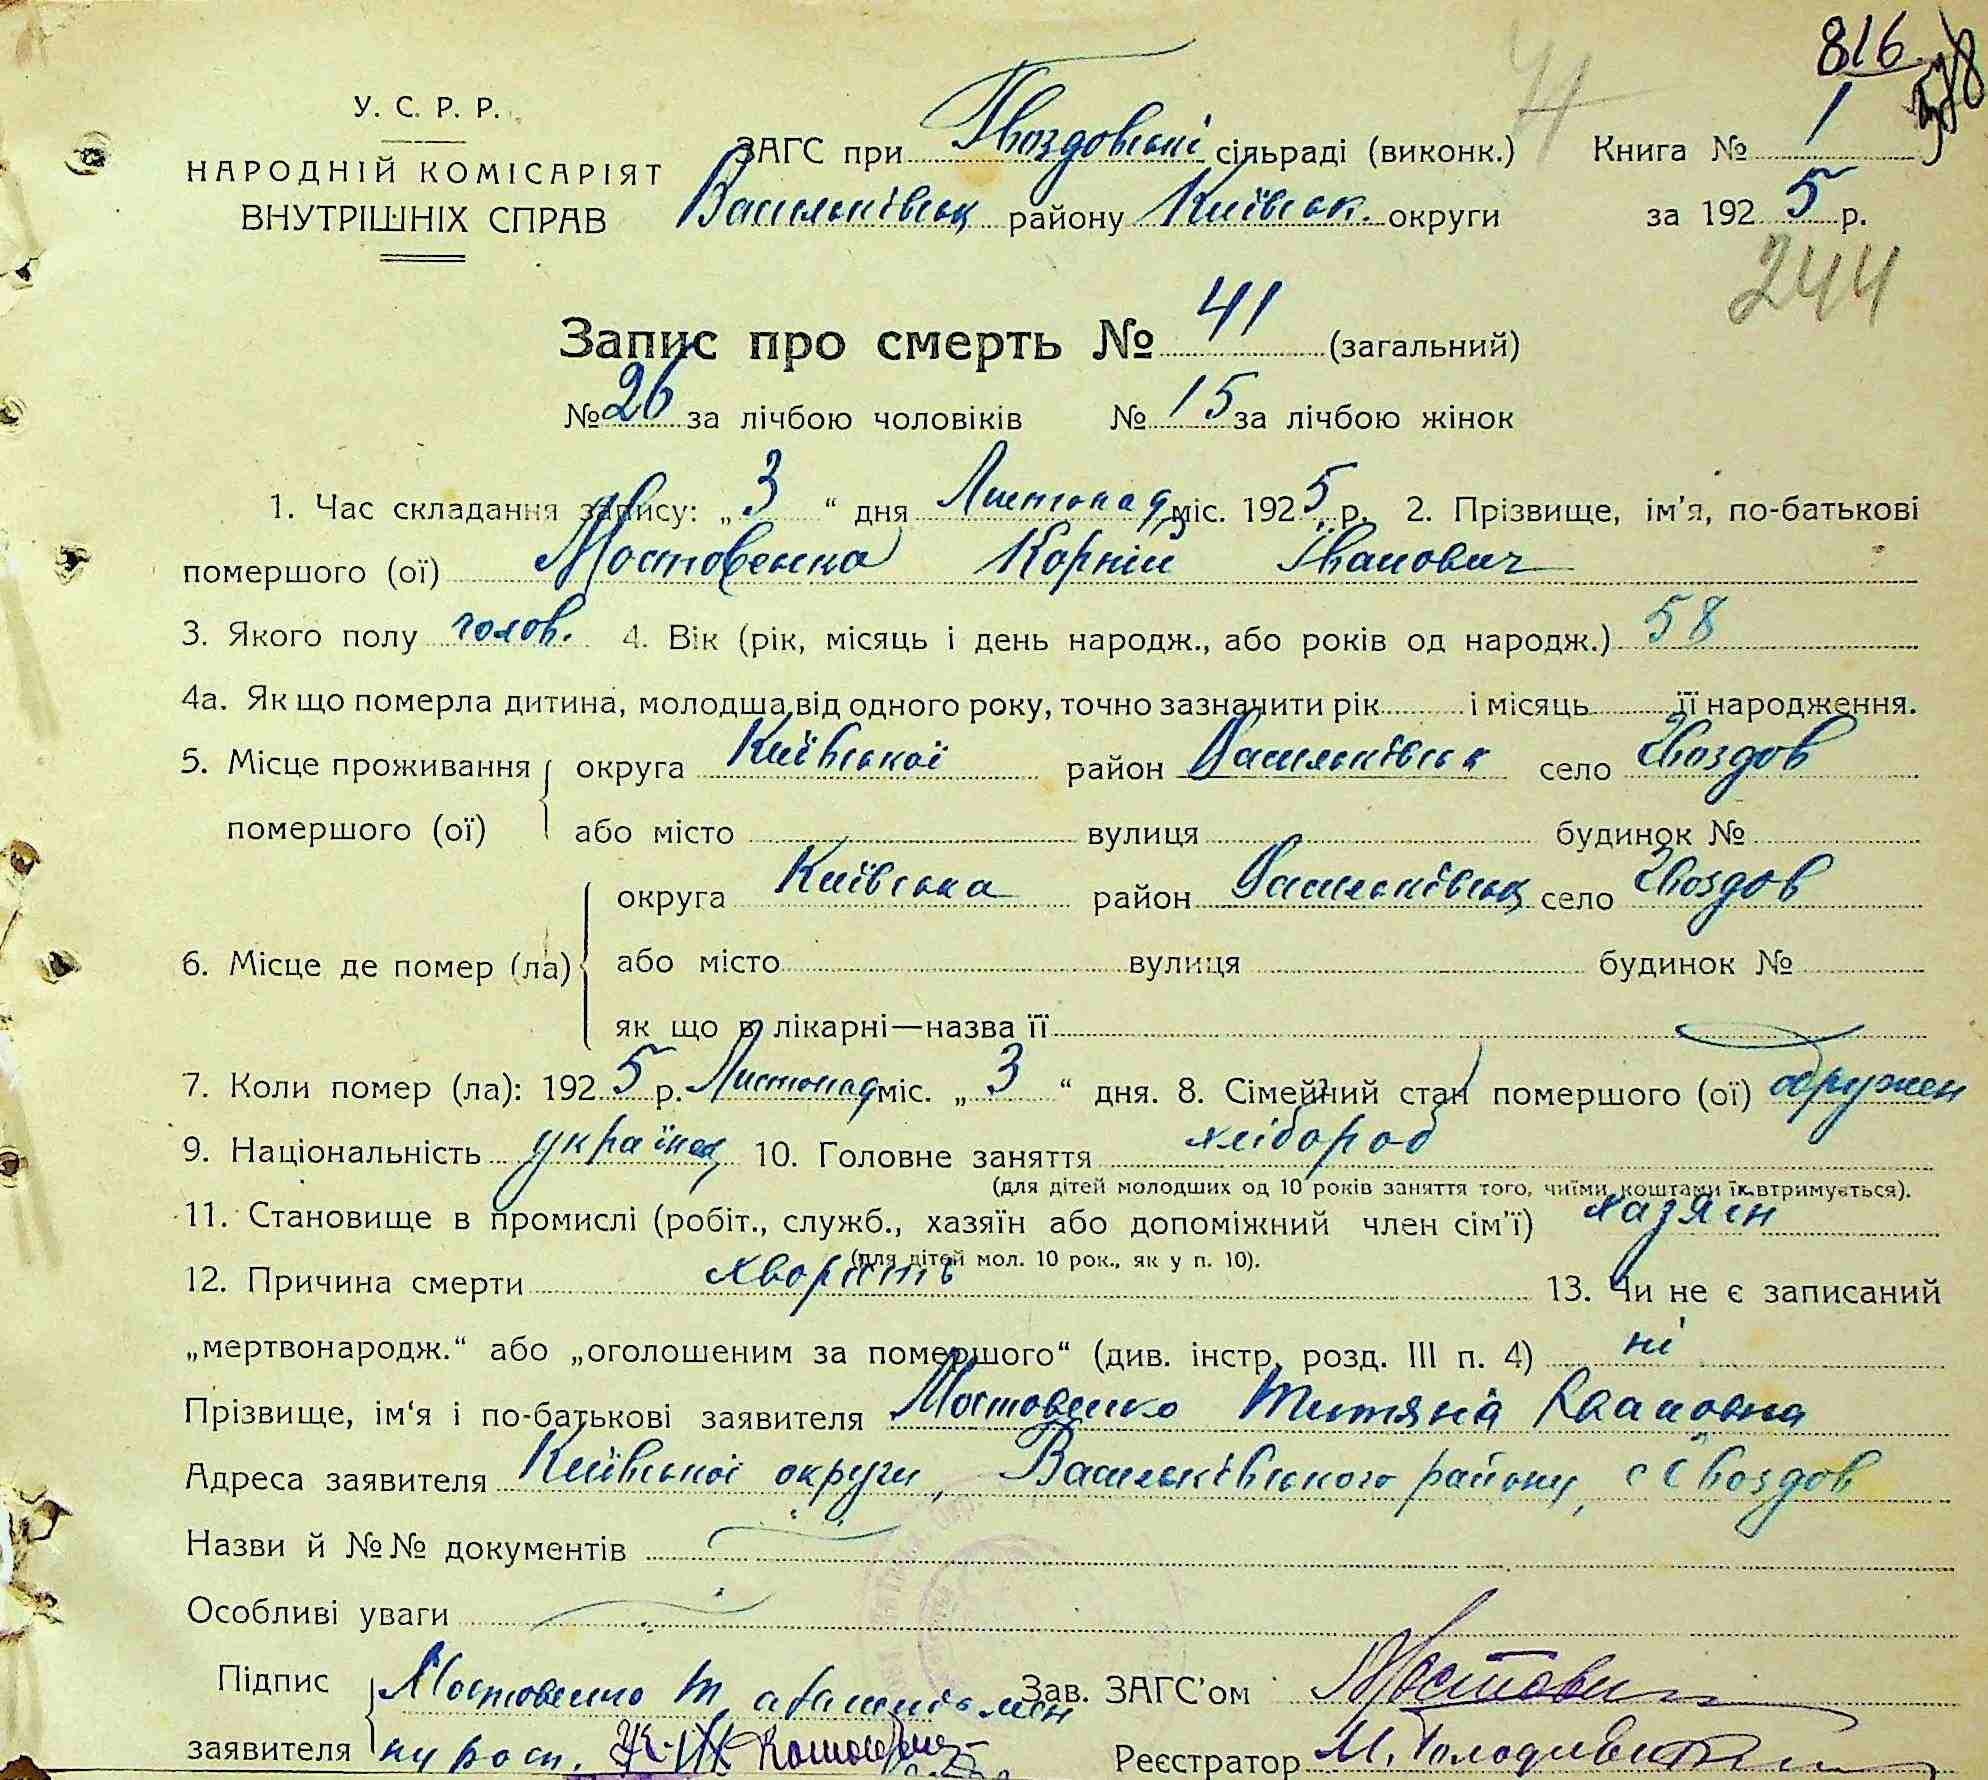 816
У. С. Р. Р.
НАРОДНІЙ КОМІСАРІЯТ
ВНУТРІШНІХ СПРАВ
ЗАГС при Гвоздовські сільраді (виконк.) Книга № 1
Васильківськ району Київськ. округи за 1925 р.
244
Запис про смерть № 41 (загальний)
№ 26 за лічбою чоловіків № 15 за лічбою жінок
1. Час складання запису: „ 3 “ дня Листопад міс. 1925 р. 2. Прізвище, ім'я, по-батькові
помершого (ої) Мостовенко Корній Іванович
3. Якого полу чолов. 4. Вік (рік, місяць і день народж., або років од народж.) 58
4а. Як що померла дитина, молодша від одного року, точно зазначити рік і місяць її народження.
5. Місце проживання округа Київської район Васильківськ село Гвоздов
помершого (ої) або місто вулиця будинок №
округа Київська район Васильківськ село Гвоздов
6. Місце де помер (ла) або місто вулиця будинок №
як що в лікарні—назва її
7. Коли помер (ла): 1925 р. Листопад міс. „ 3 “ дня. 8. Сімейний стан помершого (ої) одружен
9. Національність україн. 10. Головне заняття хлібороб
(для дітей молодших од 10 років заняття того, чиїми коштами їх втримується).
11. Становище в промислі (робіт., служб., хазяїн або допоміжний член сім'ї) хазяїн
(для дітей мол. 10 рок., як у п. 10).
12. Причина смерти хворість 13. Чи не є записаний
„мертвонародж.“ або „оголошеним за помершого“ (див. інстр. розд. III п. 4) ні
Прізвище, ім'я і по-батькові заявителя Мостовенко Титяна Івановна
Адреса заявителя Київської округи, Васильківського району, с Гвоздов
Назви й №№ документів
Особливі уваги
Підпис Мостовенко Т Зав. ЗАГС'ом
заявителя Реєстратор